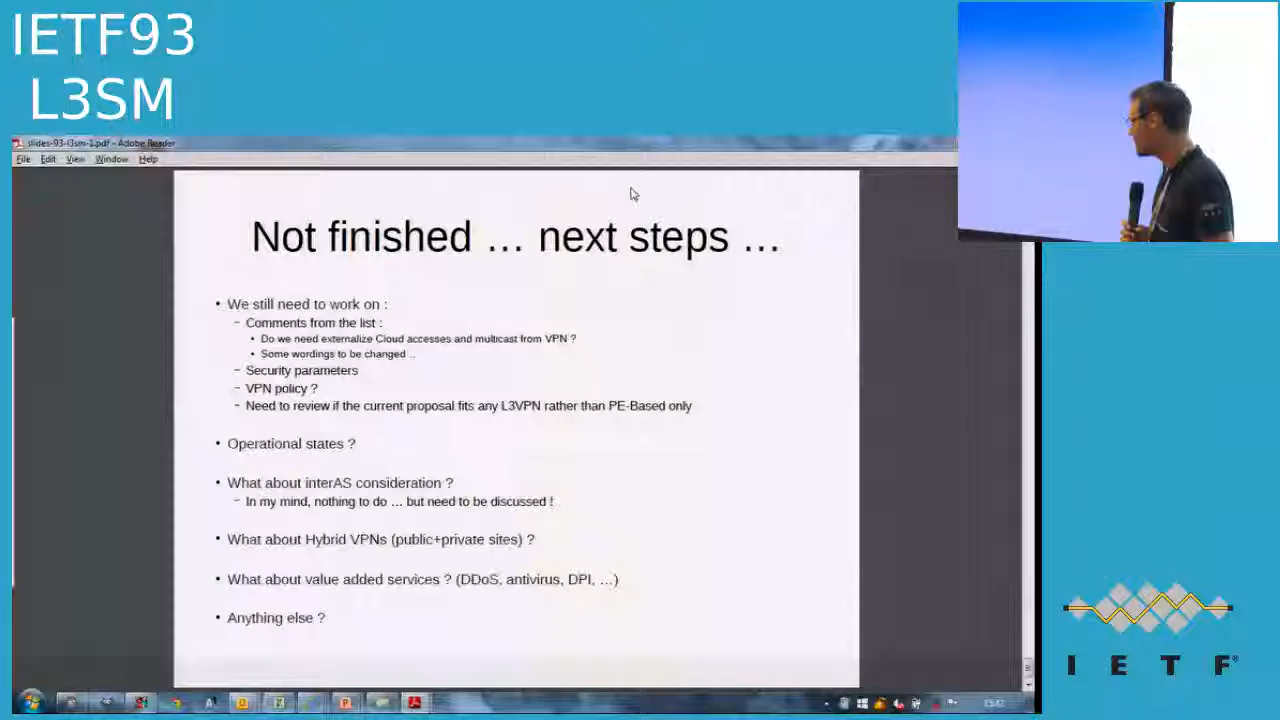 IETF93
L3SM
slides-93-l3sm-1.pdf - Adobe Reader
File Edit View Window Help
Not finished … next steps …
• We still need to work on :
– Comments from the list :
• Do we need externalize Cloud accesses and multicast from VPN ?
• Some wordings to be changed ..
– Security parameters
– VPN policy ?
– Need to review if the current proposal fits any L3VPN rather than PE-Based only
• Operational states ?
• What about interAS consideration ?
– In my mind, nothing to do … but need to be discussed !
• What about Hybrid VPNs (public+private sites) ?
• What about value added services ? (DDoS, antivirus, DPI, …)
• Anything else ?
I E T F®